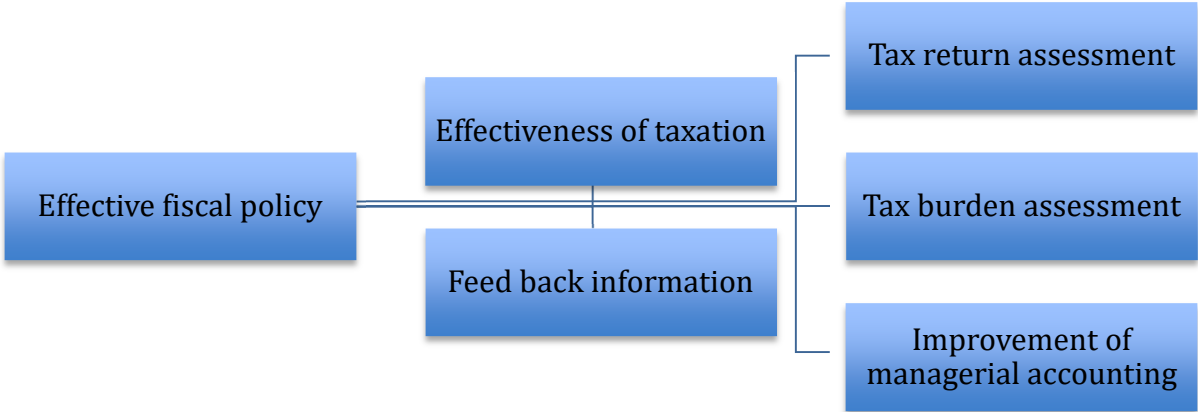 Effective fiscal policy
Effectiveness of taxation
Feed back information
Tax return assessment
Tax burden assessment
Improvement of
managerial accounting